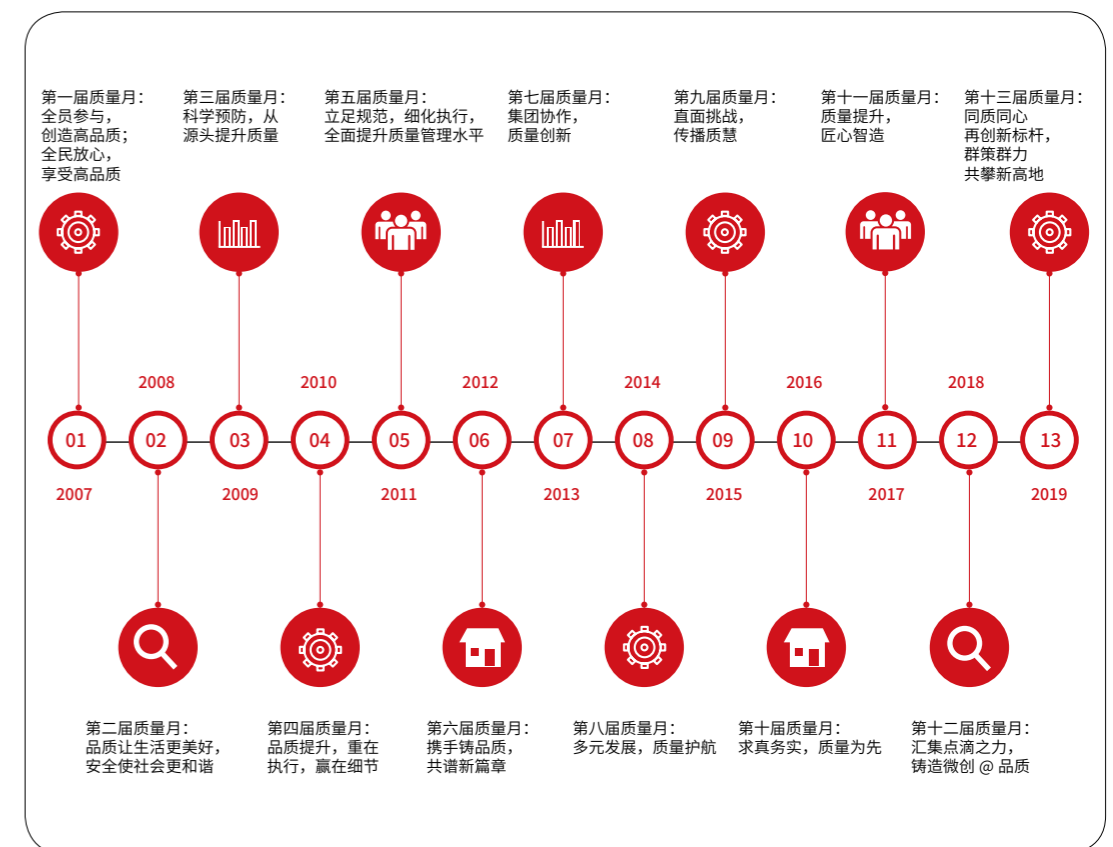 第一届质量月：
全员参与，
创造高品质；
全民放心，
享受高品质
第三届质量月：
科学预防，从
源头提升质量
第五届质量月：
立足规范，细化执行，
全面提升质量管理水平
第七届质量月：
集团协作，
质量创新
第九届质量月：
直面挑战，
传播质慧
第十一届质量月：
质量提升，
匠心智造
第十三届质量月：
同质同心
再创新标杆，
群策群力
共攀新高地
2008
2010
2012
2014
2016
2018
01
02
03
04
05
06
07
08
09
10
11
12
13
2007
2009
2011
2013
2015
2017
2019
第二届质量月：
品质让生活更美好，
安全使社会更和谐
第四届质量月：
品质提升，重在
执行，赢在细节
第六届质量月：
携手铸品质，
共谱新篇章
第八届质量月：
多元发展，质量护航
第十届质量月：
求真务实，质量为先
第十二届质量月：
汇集点滴之力，
铸造微创 @ 品质